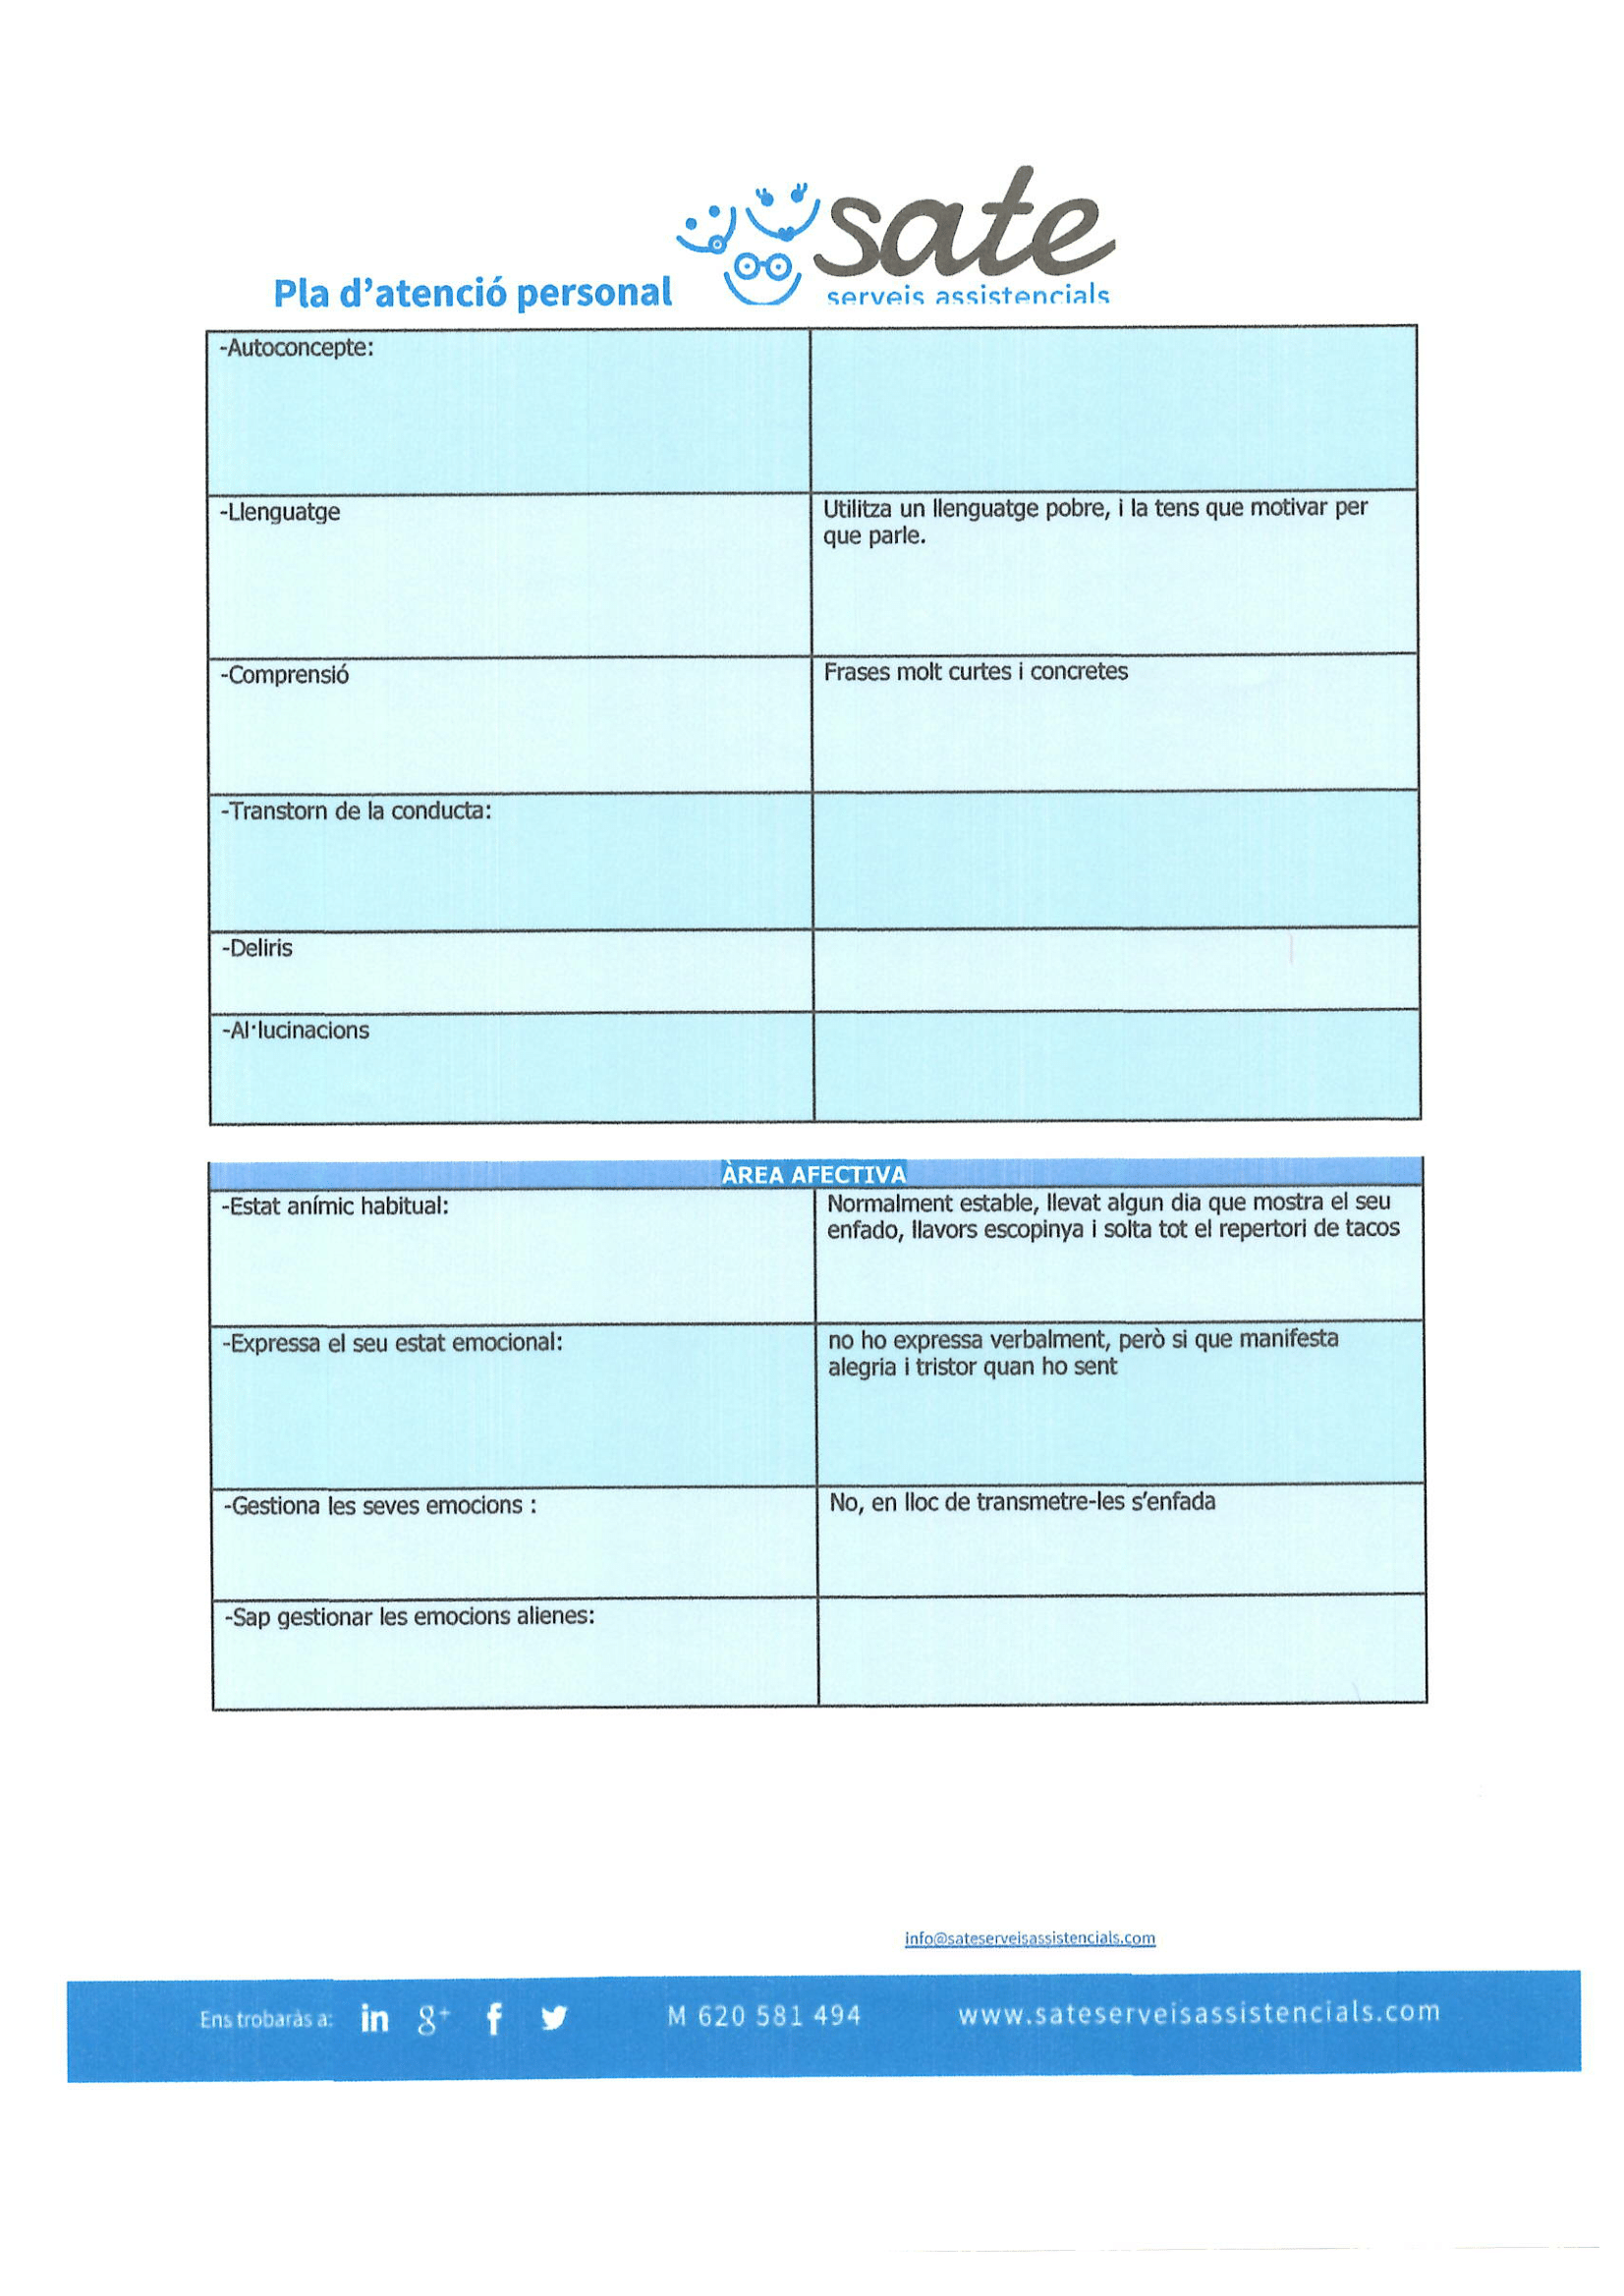 sate
serveis assistencials
Pla d'atenció personal
-Autoconcepte:
-Llenguatge
Utilitza un llenguatge pobre, i la tens que motivar per
que parle.
-Comprensió
Frases molt curtes i concretes
-Transtorn de la conducta:
-Deliris
-Al·lucinacions
ÀREA AFECTIVA
-Estat anímic habitual:
Normalment estable, llevat algun dia que mostra el seu
enfado, llavors escopinya i solta tot el repertori de tacos
-Expressa el seu estat emocional:
no ho expressa verbalment, però si que manifesta
alegria i tristor quan ho sent
-Gestiona les seves emocions :
No, en lloc de transmetre-les s'enfada
-Sap gestionar les emocions alienes:
info@sateserveisassistencials.com
Ens trobaràs a: in g+ f M 620 581 494 www.sateserveisassistencials.com